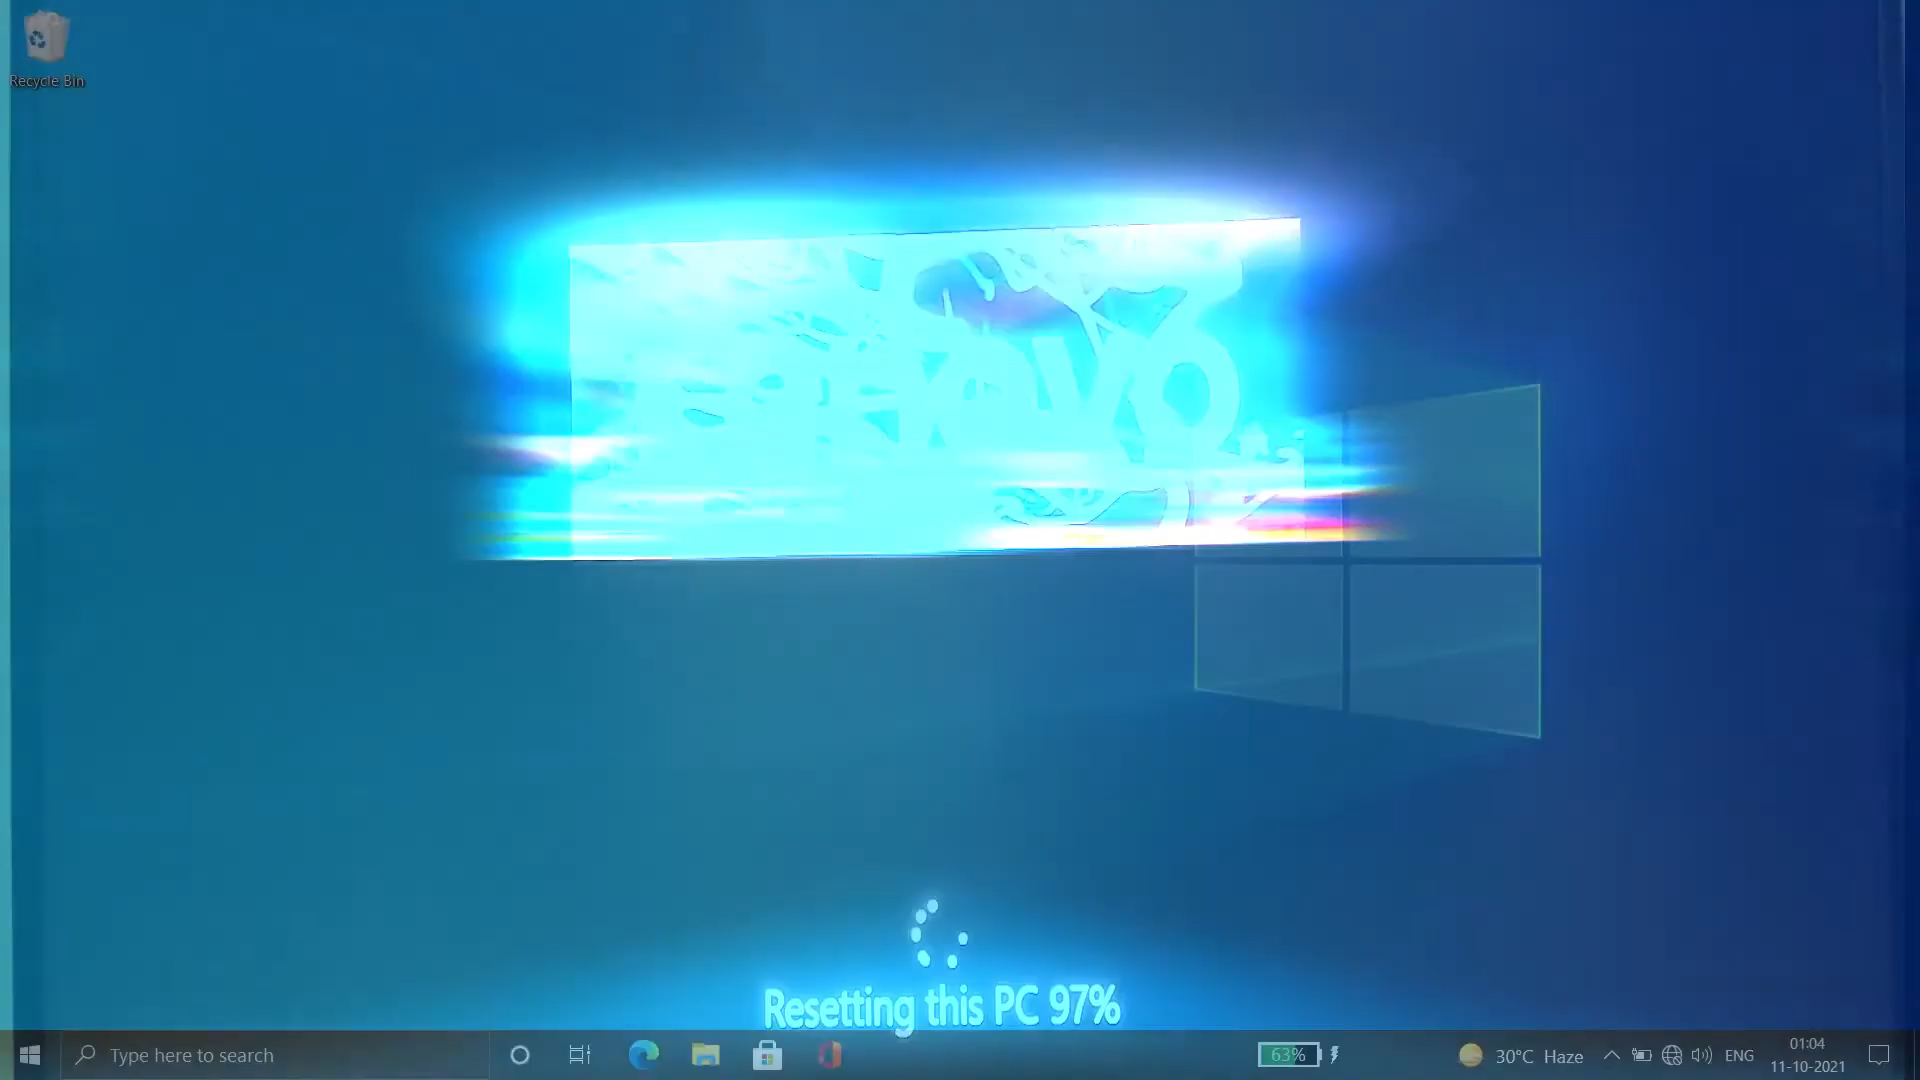 Recycle Bin
Lenovo
Resetting this PC 97%
Type here to search
63%
30°C Haze
ENG
01:04
11-10-2021